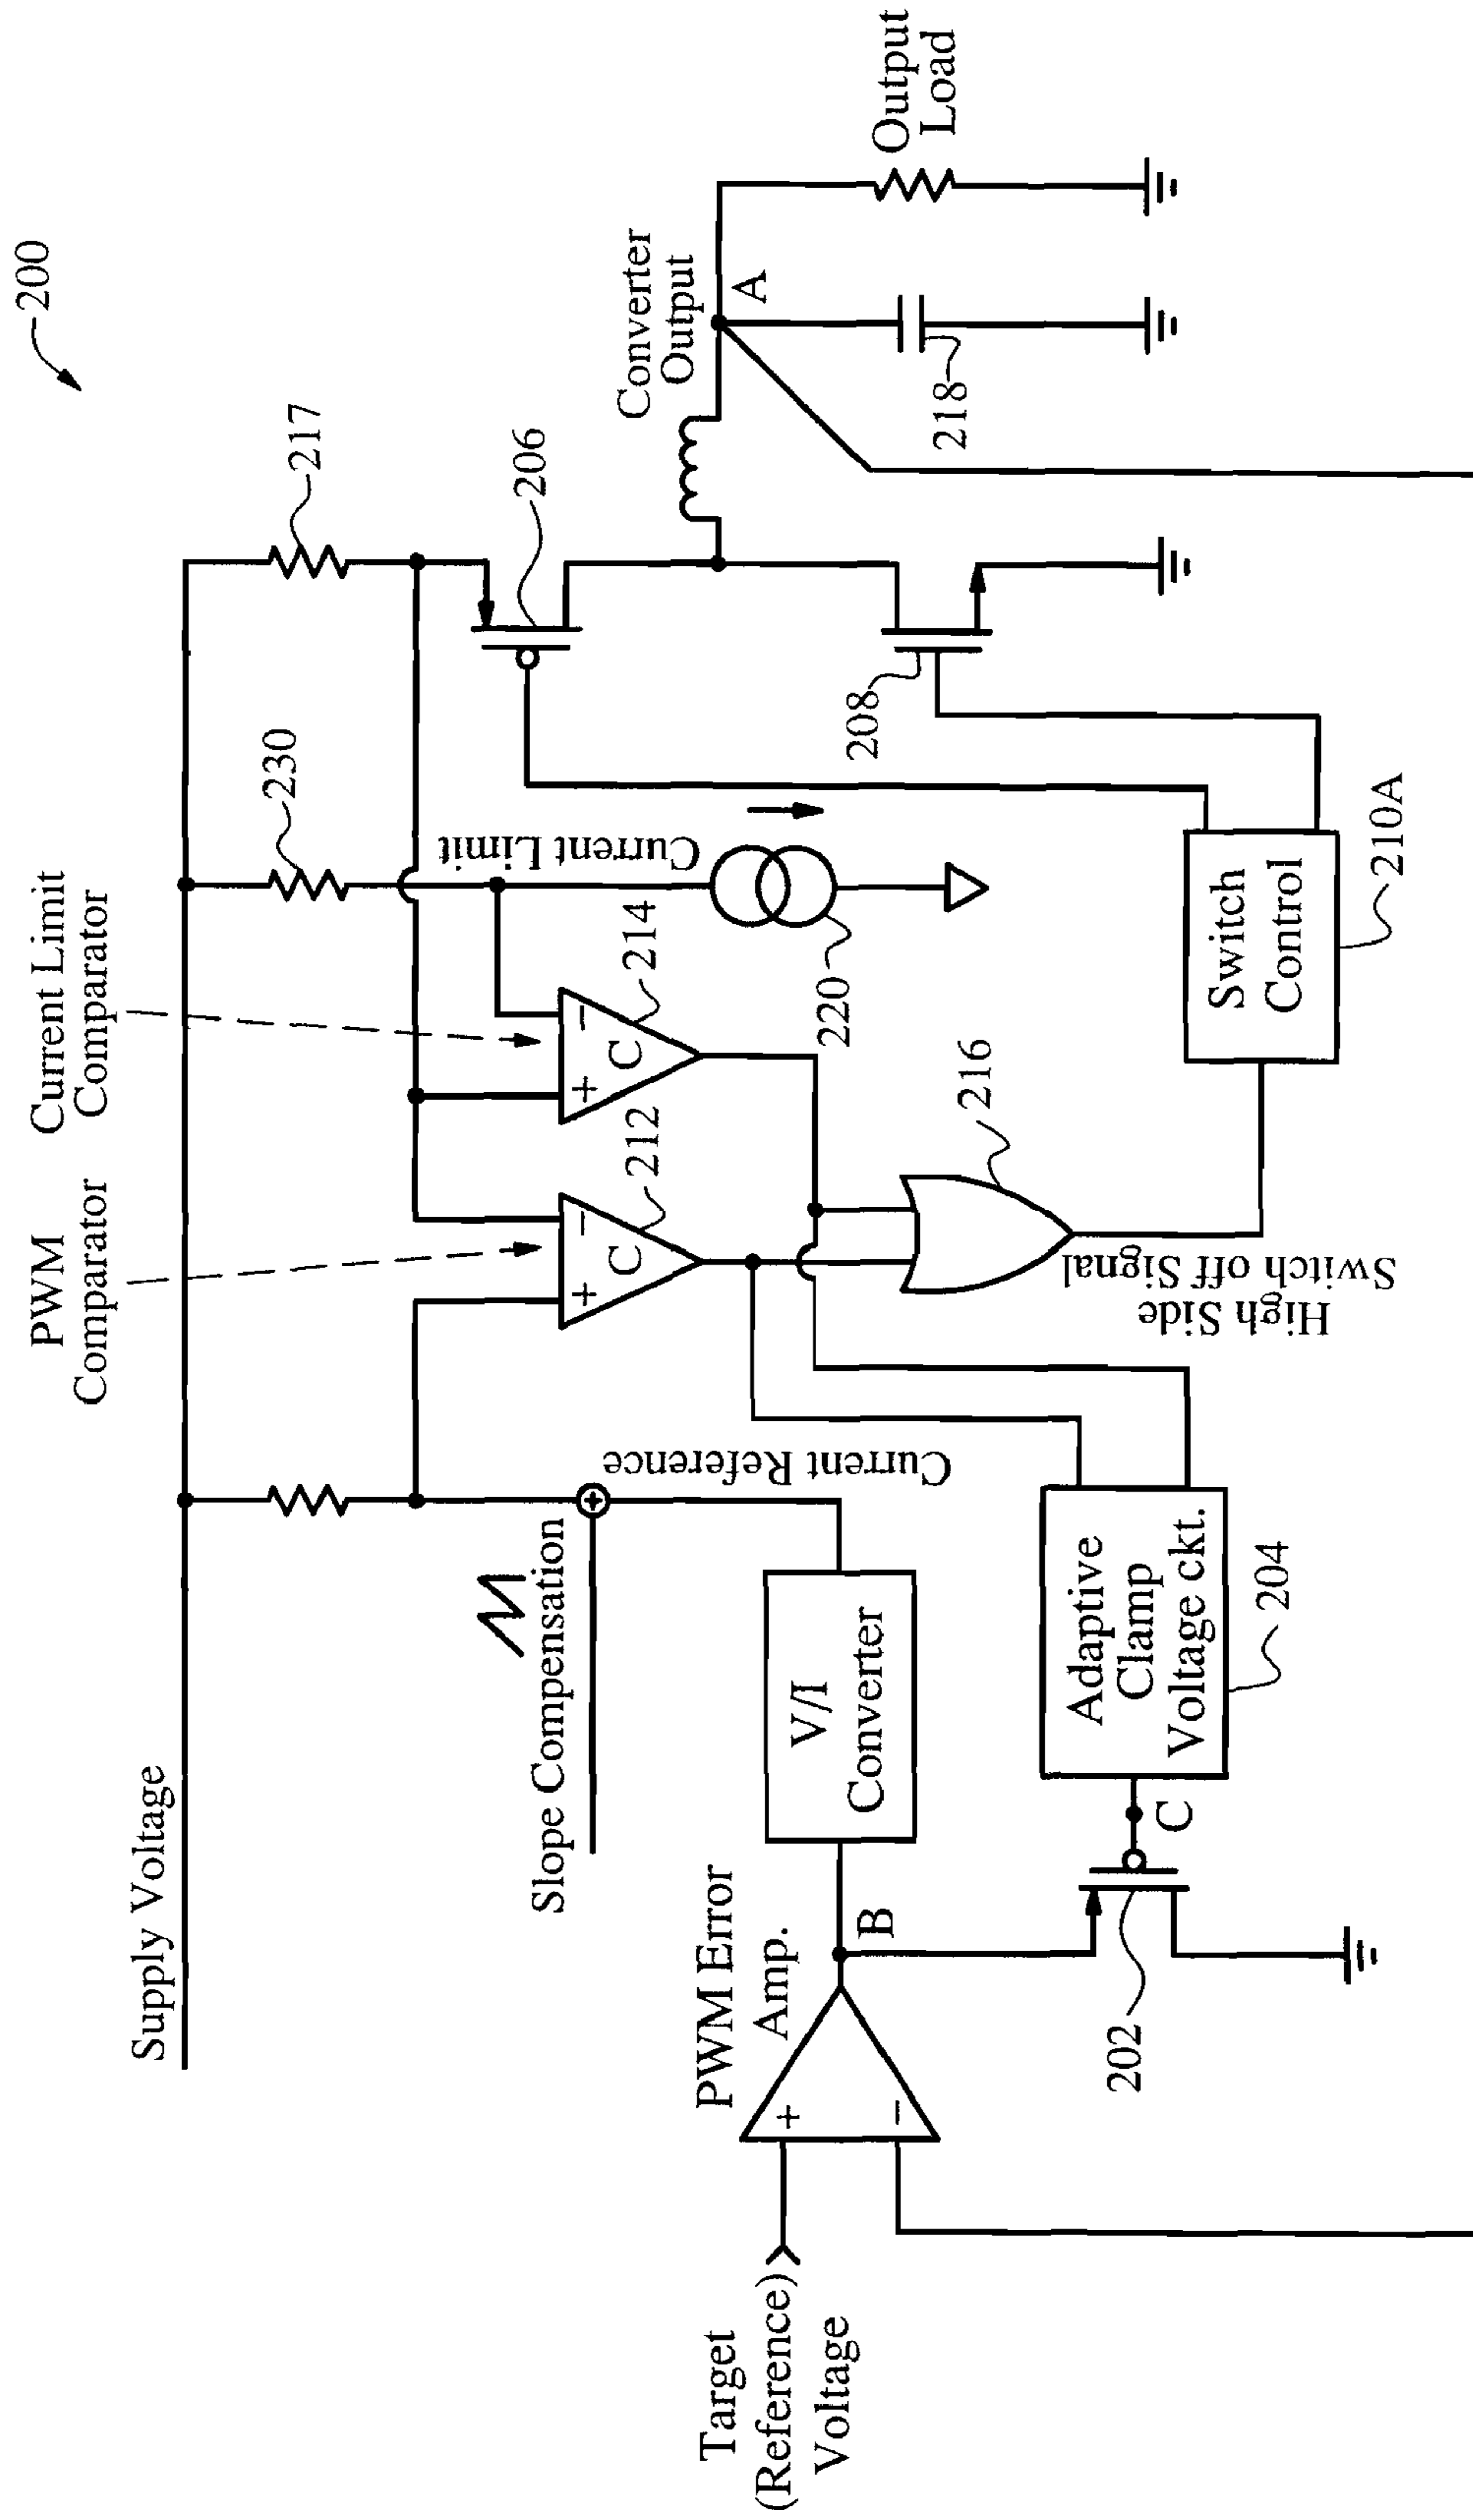 200
Supply Voltage
PWM
Comparator
Current Limit
Comparator
230
217
Slope Compensation
+
Current Reference
+
−
C
212
+
−
C
214
Current Limit
220
206
208
Converter
Output
A
218
Output
Load
Target
(Reference)
Voltage
PWM Error
Amp.
+
−
B
V/I
Converter
202
C
Adaptive
Clamp
Voltage ckt.
204
216
High Side
Switch off Signal
Switch
Control
210A